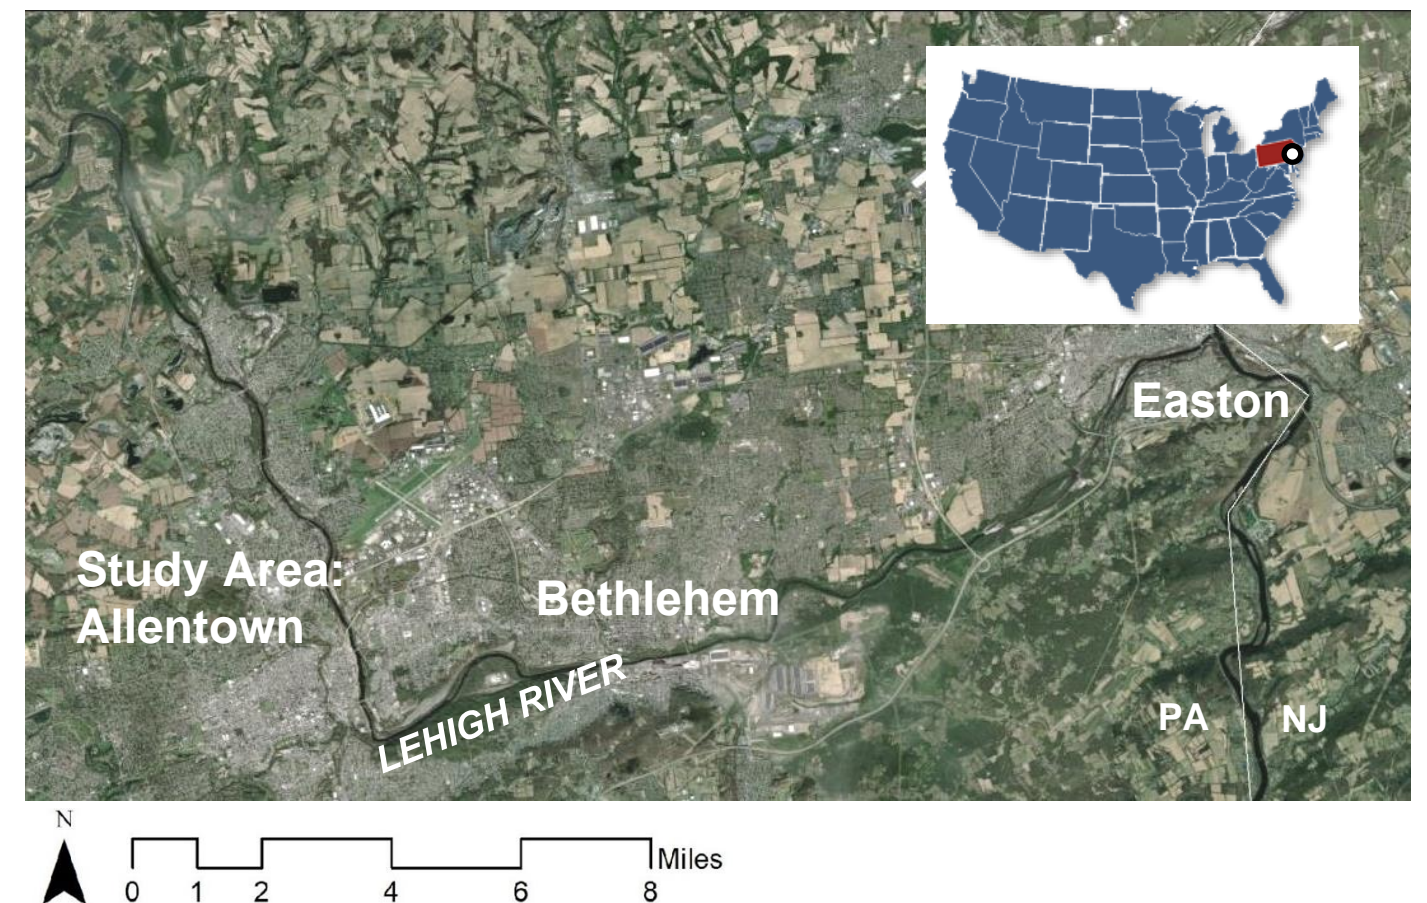 Easton
Study Area:
Allentown
Bethlehem
LEHIGH RIVER
PA
NJ
N
0 1 2 4 6 8 Miles